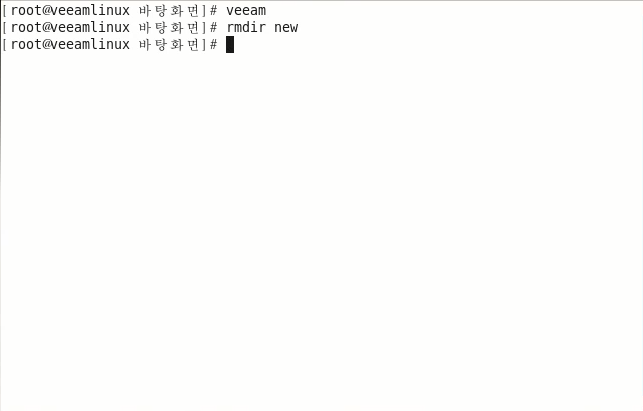 [root@veeamlinux 바탕화면]# veeam
[root@veeamlinux 바탕화면]# rmdir new
[root@veeamlinux 바탕화면]#